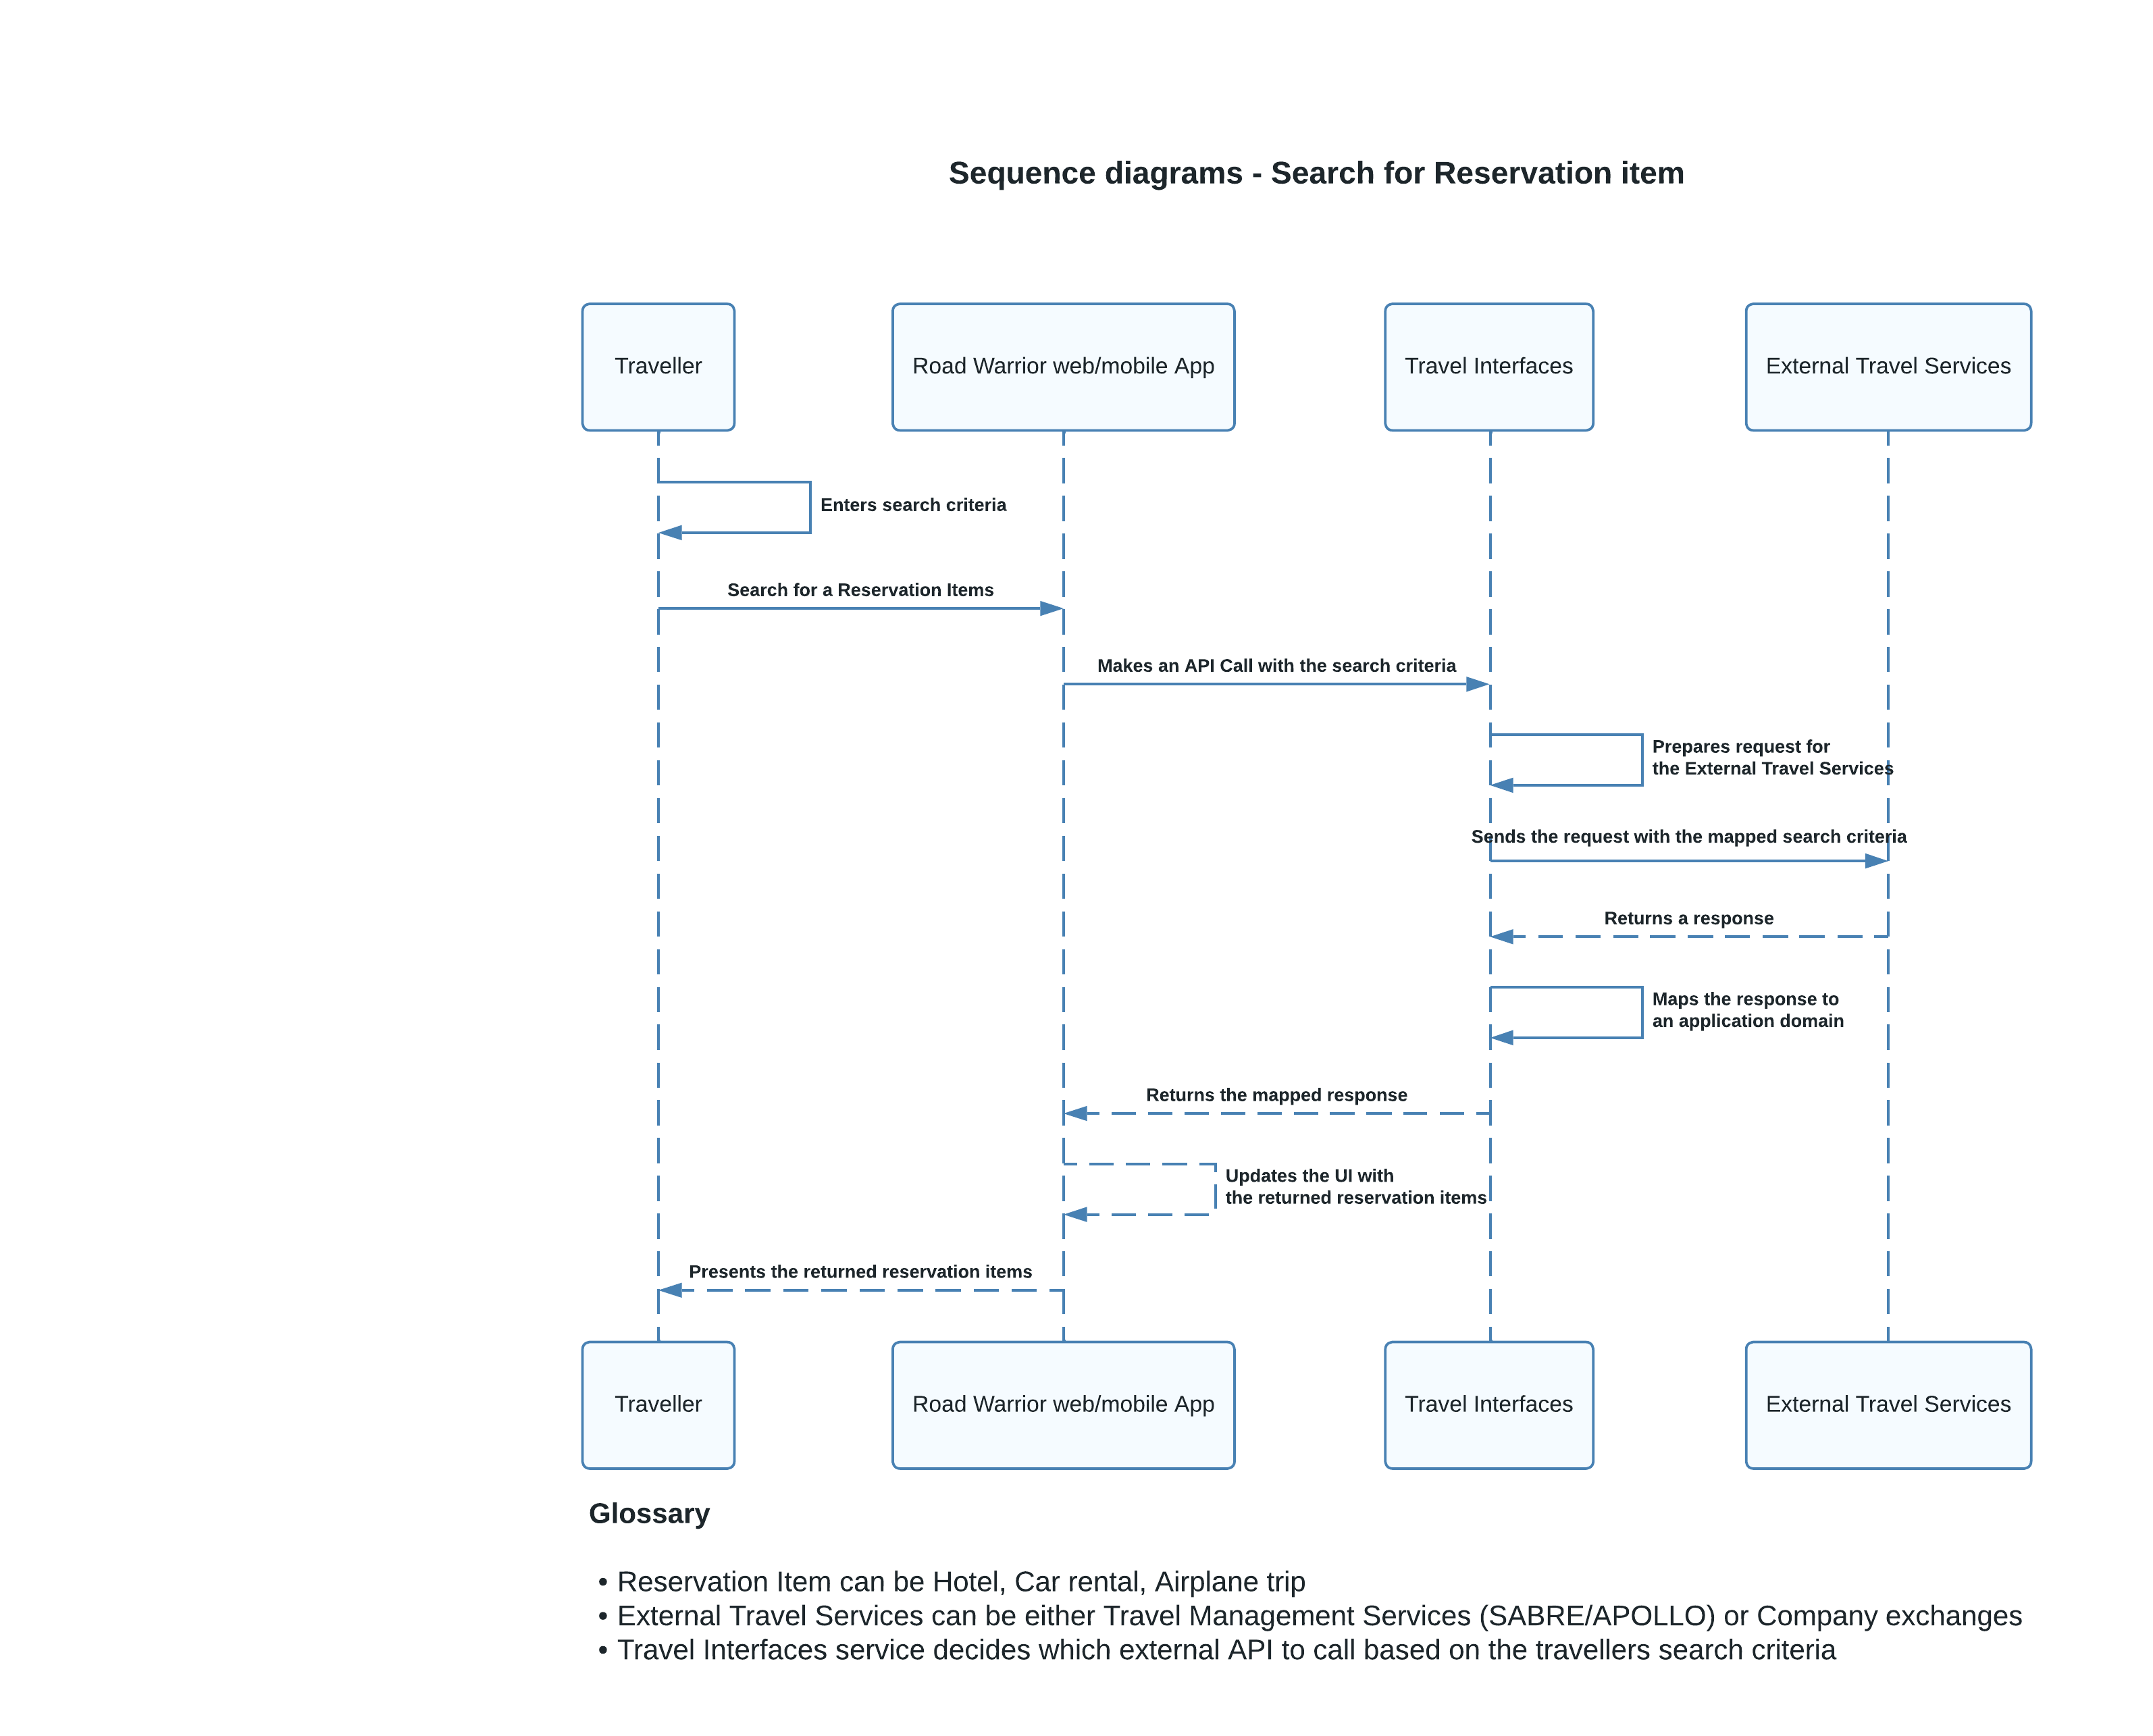 Sequence diagrams - Search for Reservation item
Traveller
Road Warrior web/mobile App
Travel Interfaces
External Travel Services
Enters search criteria
Search for a Reservation Items
Makes an API Call with the search criteria
Prepares request for
the External Travel Services
Sends the request with the mapped search criteria
Returns a response
Maps the response to
an application domain
Returns the mapped response
Updates the UI with
the returned reservation items
Presents the returned reservation items
Traveller
Road Warrior web/mobile App
Travel Interfaces
External Travel Services
Glossary
• Reservation Item can be Hotel, Car rental, Airplane trip
• External Travel Services can be either Travel Management Services (SABRE/APOLLO) or Company exchanges
• Travel Interfaces service decides which external API to call based on the travellers search criteria